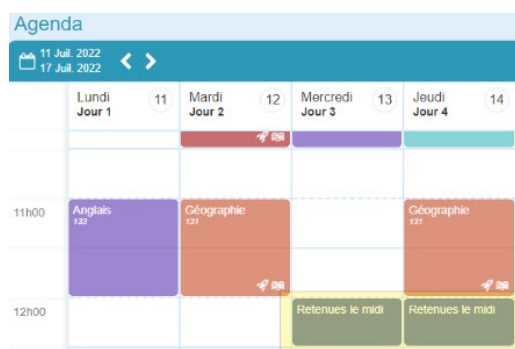 Agenda
11 Juil. 2022
17 Juil. 2022
Lundi 11
Jour 1
Mardi 12
Jour 2
Mercredi 13
Jour 3
Jeudi 14
Jour 4
11h00
Anglais
133
Géographie
131
Géographie
131
12h00
Retenues le midi
Retenues le midi